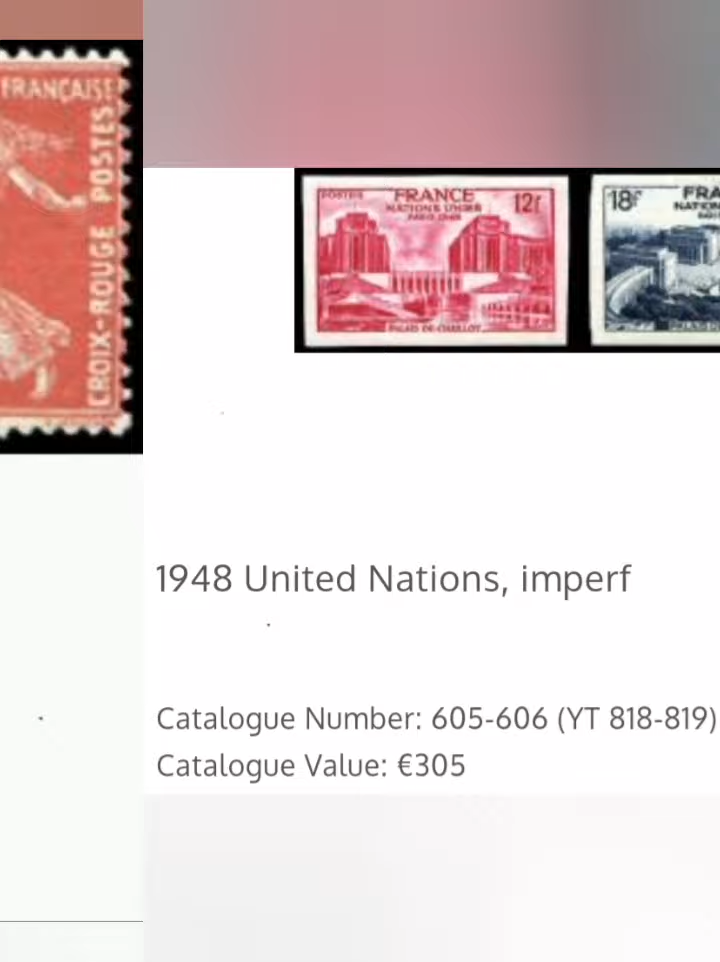 FRANÇAISE
CROIX-ROUGE POSTES
POSTES FRANCE 12f
NATIONS UNIES
PARIS 1948
PALAIS DE CHAILLOT
18f FRA
NATION
1948 United Nations, imperf
Catalogue Number: 605-606 (YT 818-819)
Catalogue Value: €305